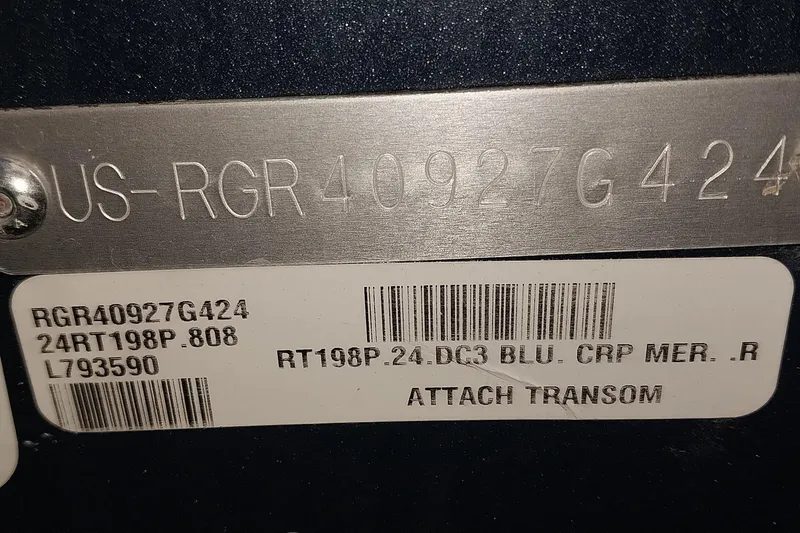 US-RGR40927G424
RGR40927G424
24RT198P.808
L793590
RT198P.24.DC3 BLU. CRP MER. .R
ATTACH TRANSOM